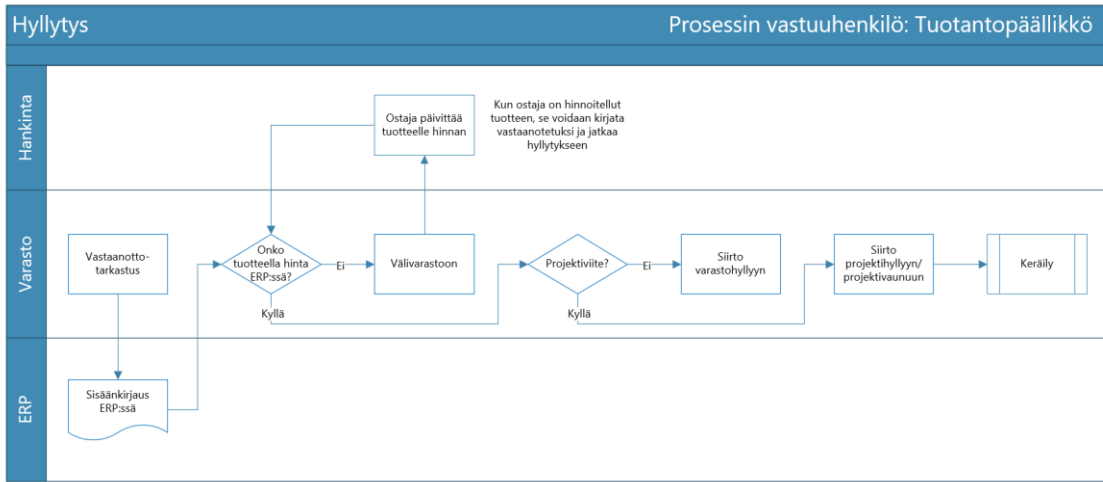 Hyllytys
Prosessin vastuuhenkilö: Tuotantopäällikkö
Hankinta
Ostaja päivittää
tuotteelle hinnan
Kun ostaja on hinnoitellut
tuotteen, se voidaan kirjata
vastaanotetuksi ja jatkaa
hyllytykseen
Varasto
Vastaanotto-
tarkastus
Onko
tuotteella hinta
ERP:ssä?
Ei
Kyllä
Välivarastoon
Projektiviite?
Ei
Kyllä
Siirto
varastohyllyyn
Siirto
projektihyllyyn/
projektivaunuun
Keräily
ERP
Sisäänkirjaus
ERP:ssä